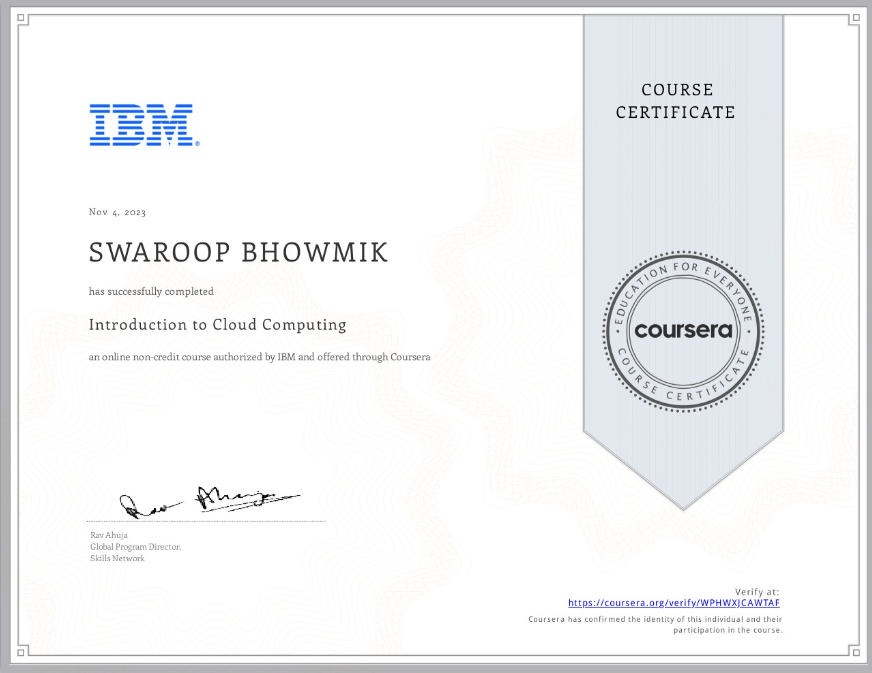 IBM®
COURSE
CERTIFICATE
Nov 4, 2023
SWAROOP BHOWMIK
has successfully completed
Introduction to Cloud Computing
an online non-credit course authorized by IBM and offered through Coursera
EDUCATION FOR EVERYONE
coursera
COURSE CERTIFICATE
Rav Ahuja
Rav Ahuja
Global Program Director,
Skills Network
Verify at:
https://coursera.org/verify/WPHWXJCAWTAF
Coursera has confirmed the identity of this individual and their
participation in the course.